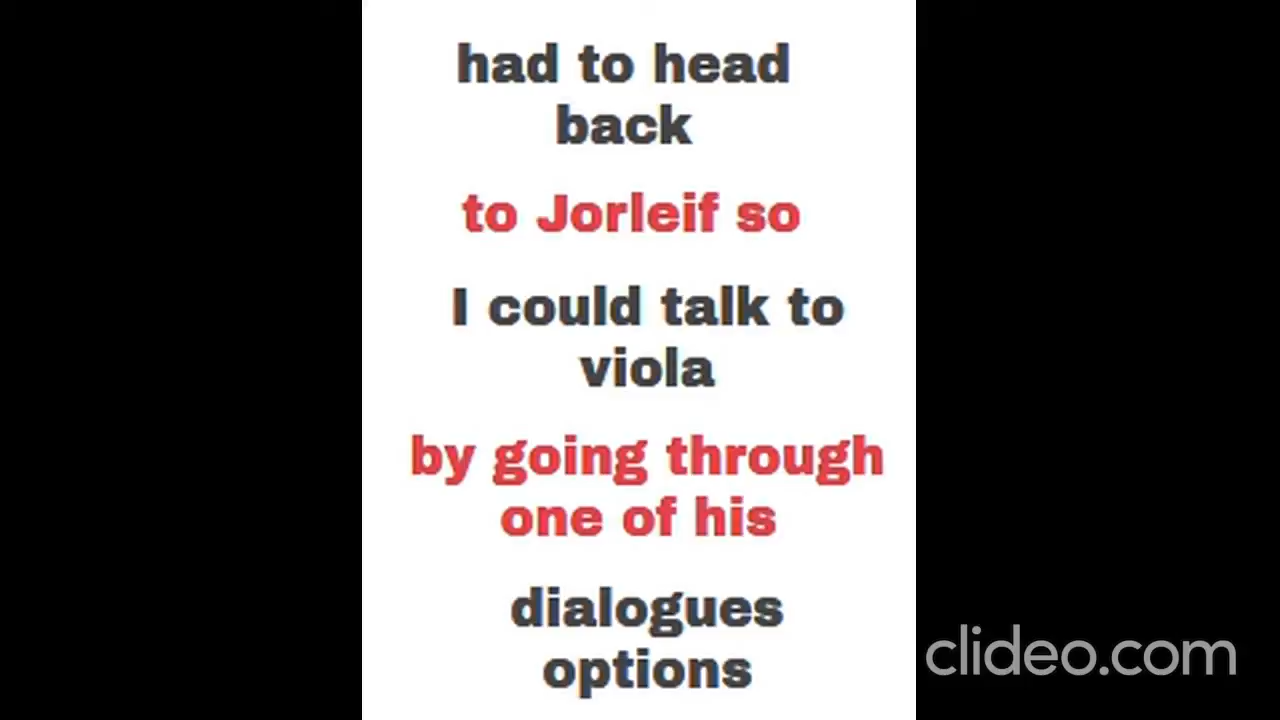 had to head
back
to Jorleif so
I could talk to
viola
by going through
one of his
dialogues
options
clideo.com